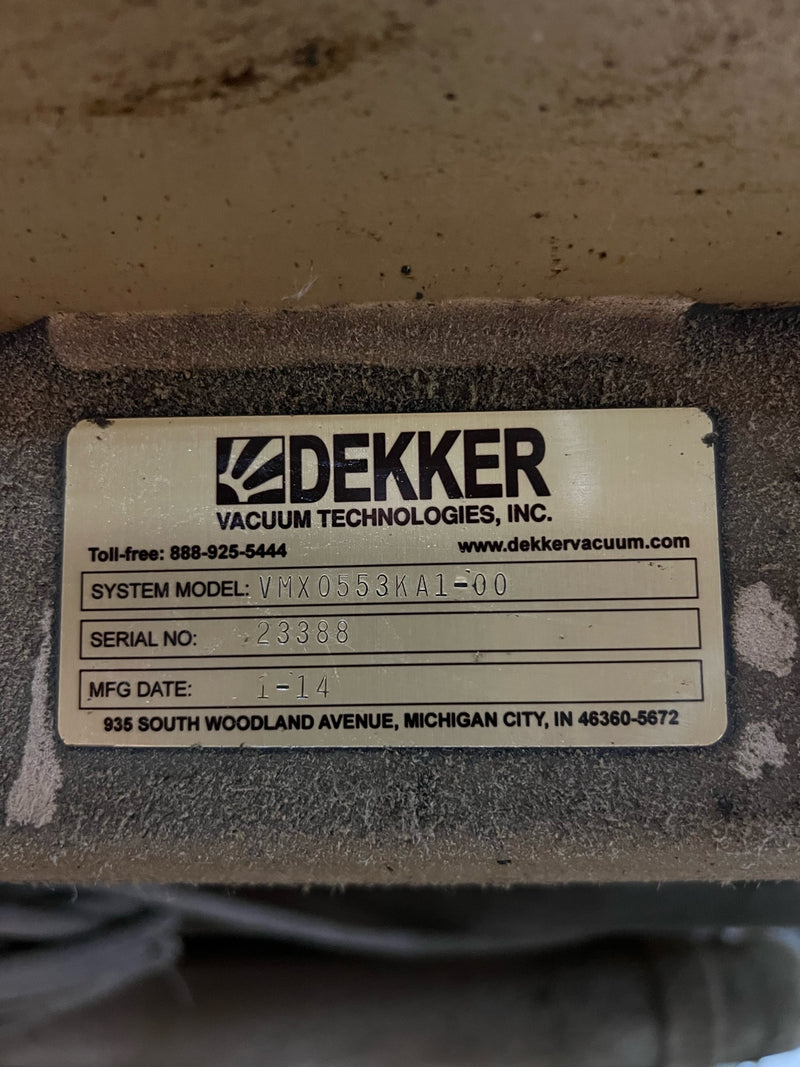 DEKKER
VACUUM TECHNOLOGIES, INC.
Toll-free: 888-925-5444 www.dekkervacuum.com
SYSTEM MODEL: VMX0553KA1-00
SERIAL NO: 23388
MFG DATE: 1-14
935 SOUTH WOODLAND AVENUE, MICHIGAN CITY, IN 46360-5672